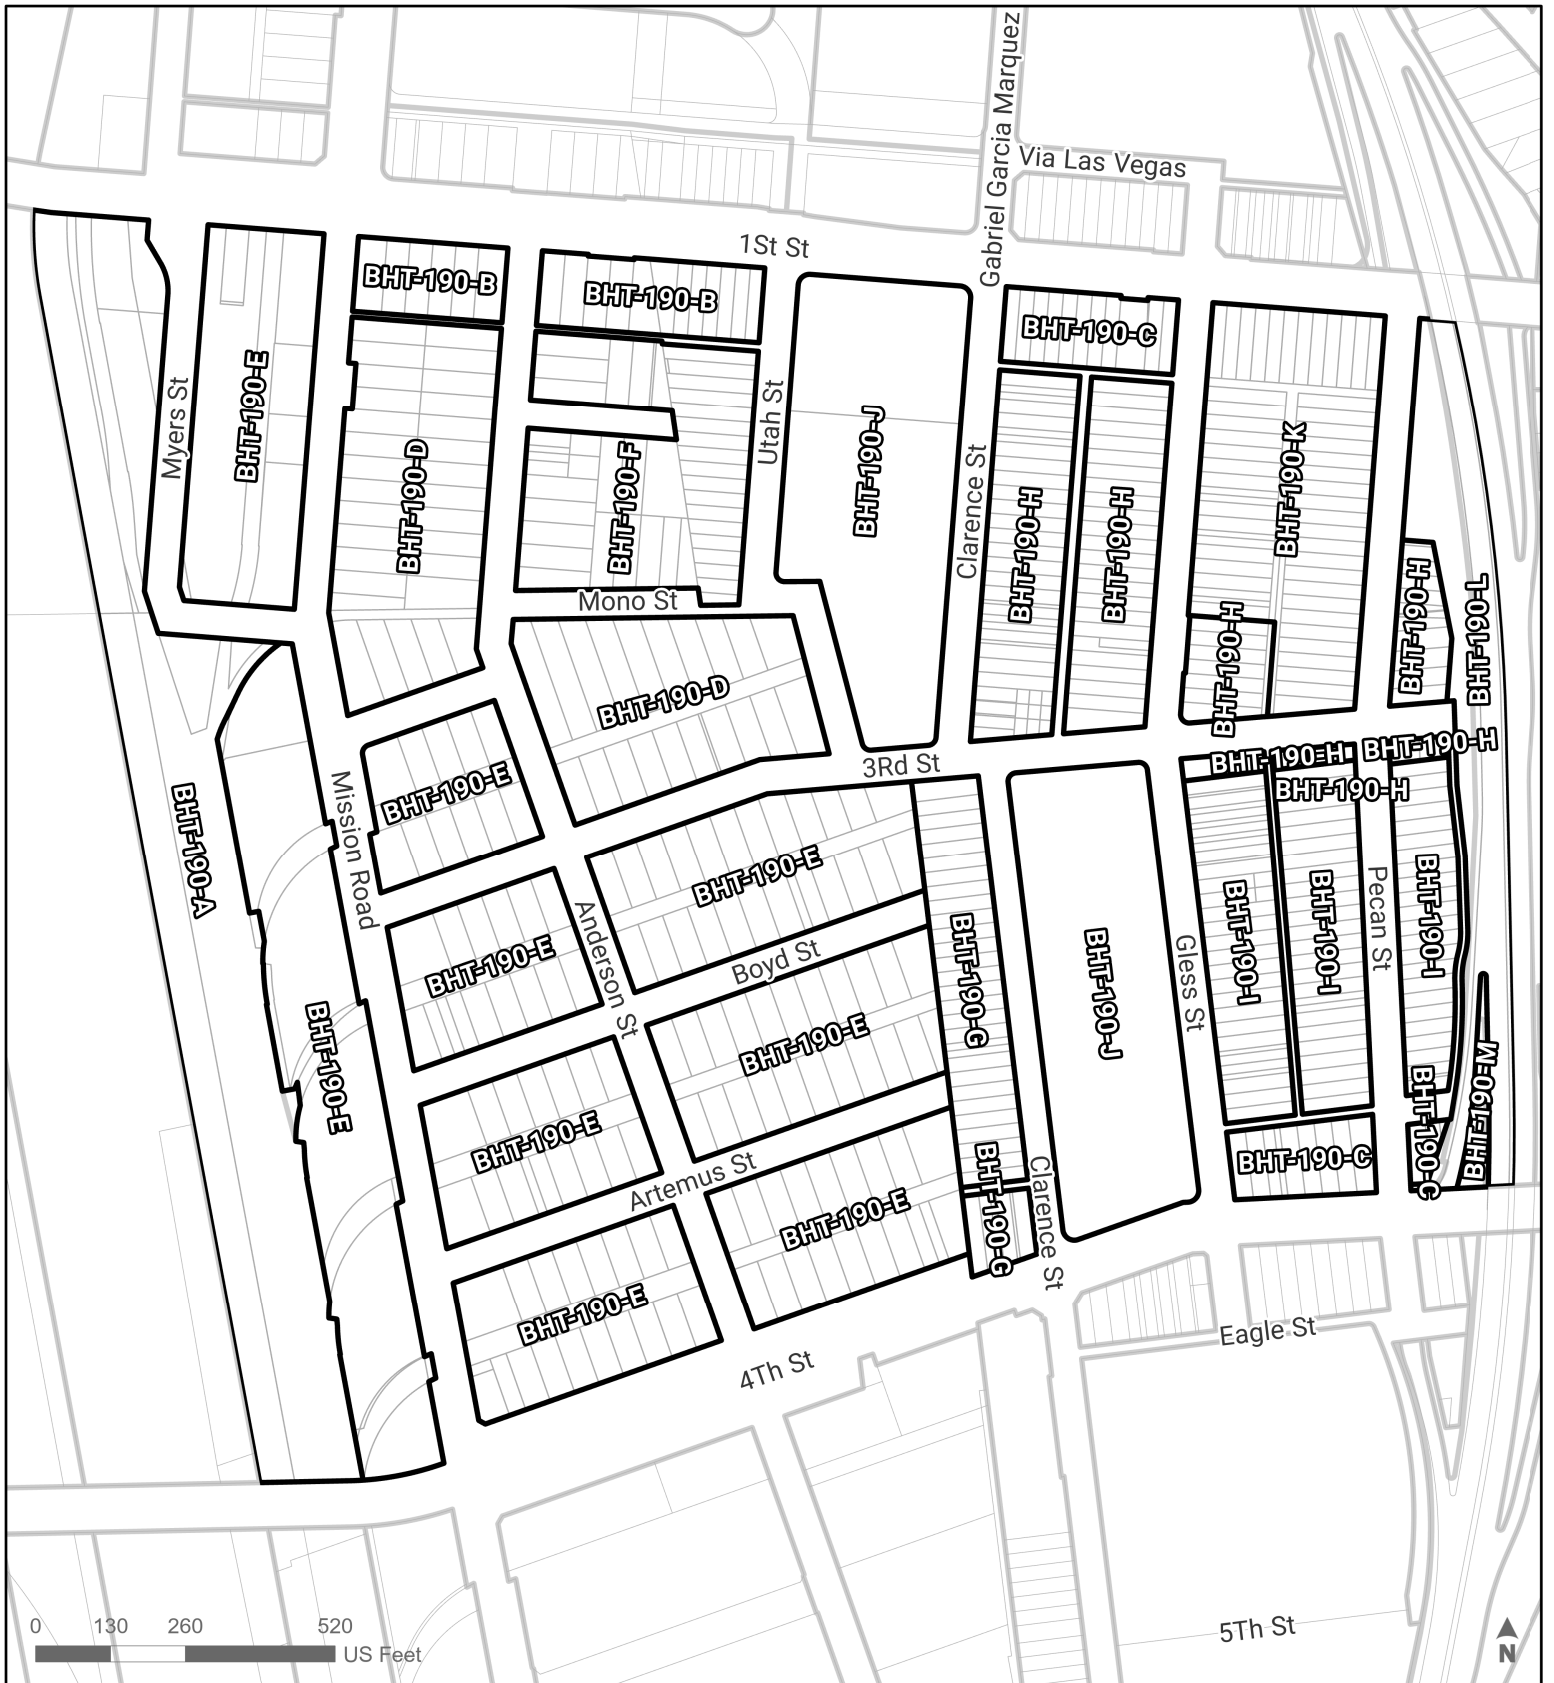 Gabriel Garcia Marquez
Via Las Vegas
1St St
BHT-190-B
BHT-190-B
BHT-190-C
Myers St
BHT-190-E
BHT-190-D
BHT-190-F
Utah St
BHT-190-J
Clarence St
BHT-190-H
BHT-190-H
BHT-190-K
BHT-190-H
BHT-190-L
BHT-190-H
Mono St
BHT-190-D
3Rd St
BHT-190-H
BHT-190-H
BHT-190-H
BHT-190-A
Mission Road
BHT-190-E
BHT-190-E
Anderson St
BHT-190-E
Boyd St
BHT-190-G
BHT-190-J
Gless St
BHT-190-I
BHT-190-I
Pecan St
BHT-190-I
BHT-190-E
BHT-190-E
BHT-190-E
Artemus St
BHT-190-E
BHT-190-G
Clarence St
BHT-190-C
BHT-190-C
BHT-190-M
BHT-190-E
4Th St
Eagle St
5Th St
0 130 260 520
US Feet
N